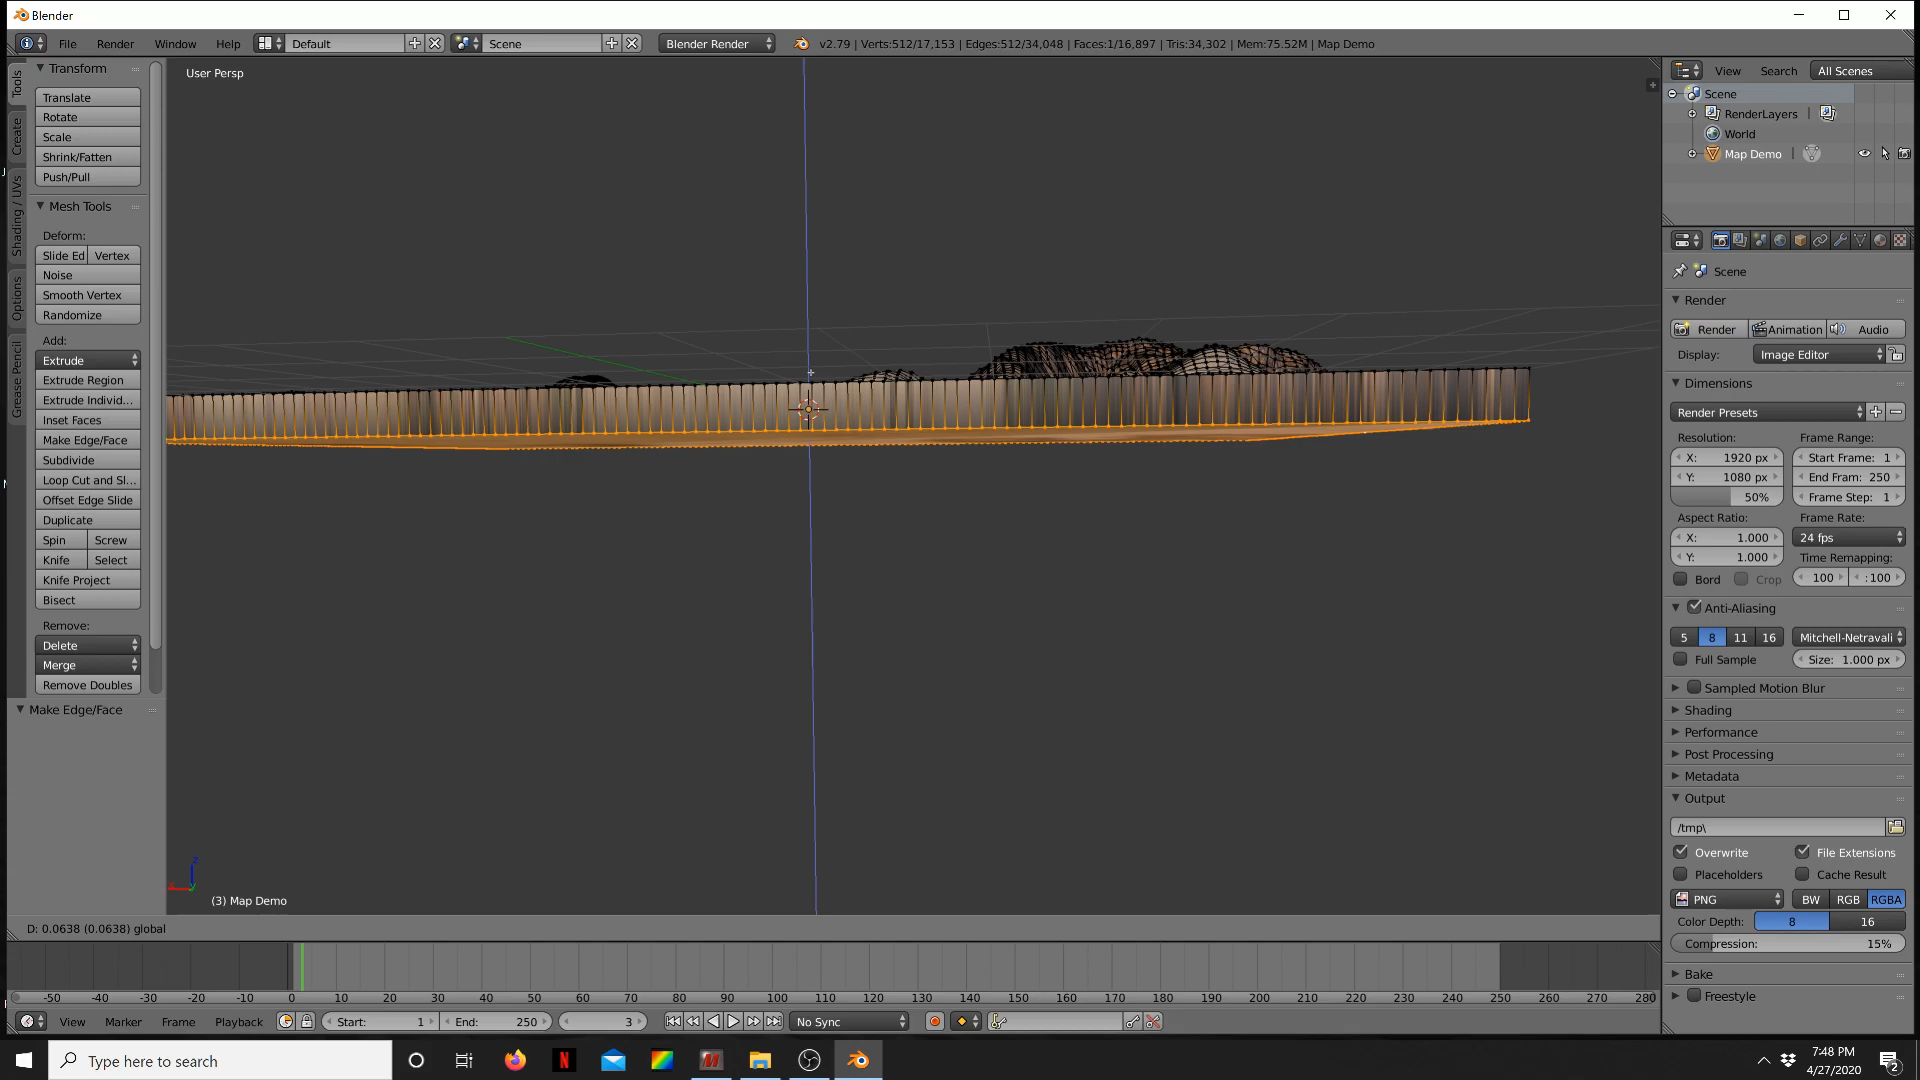 Blender
File Render Window Help Default Scene Blender Render v2.79 | Verts:512/17,153 | Edges:512/34,048 | Faces:1/16,897 | Tris:34,302 | Mem:75.52M | Map Demo
User Persp
Tools
Create
Shading / UVs
Options
Grease Pencil
Transform
Translate
Rotate
Scale
Shrink/Fatten
Push/Pull
Mesh Tools
Deform:
Slide Ed Vertex
Noise
Smooth Vertex
Randomize
Add:
Extrude
Extrude Region
Extrude Individ...
Inset Faces
Make Edge/Face
Subdivide
Loop Cut and Sl...
Offset Edge Slide
Duplicate
Spin Screw
Knife Select
Knife Project
Bisect
Remove:
Delete
Merge
Remove Doubles
Make Edge/Face
z
x
y
(3) Map Demo
D: 0.0638 (0.0638) global
View Search All Scenes
Scene
RenderLayers |
World
Map Demo |
Scene
Render
Render Animation Audio
Display: Image Editor
Dimensions
Render Presets
Resolution: Frame Range:
X: 1920 px Start Frame: 1
Y: 1080 px End Fram: 250
50% Frame Step: 1
Aspect Ratio: Frame Rate:
X: 1.000 24 fps
Y: 1.000 Time Remapping:
Bord Crop 100 : 100
Anti-Aliasing
5 8 11 16 Mitchell-Netravali
Full Sample Size: 1.000 px
Sampled Motion Blur
Shading
Performance
Post Processing
Metadata
Output
/tmp\
Overwrite File Extensions
Placeholders Cache Result
PNG BW RGB RGBA
Color Depth: 8 16
Compression: 15%
Bake
Freestyle
-50 -40 -30 -20 -10 0 10 20 30 40 50 60 70 80 90 100 110 120 130 140 150 160 170 180 190 200 210 220 230 240 250 260 270 280
View Marker Frame Playback Start: 1 End: 250 3 No Sync
Type here to search
7:48 PM
4/27/2020
2